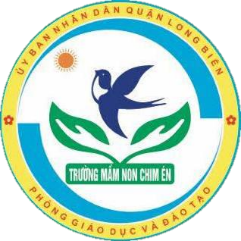 ỦY BAN NHÂN DÂN QUẬN LONG BIÊN
TRƯỜNG MẦM NON CHIM ÉN
PHÒNG GIÁO DỤC VÀ ĐÀO TẠO